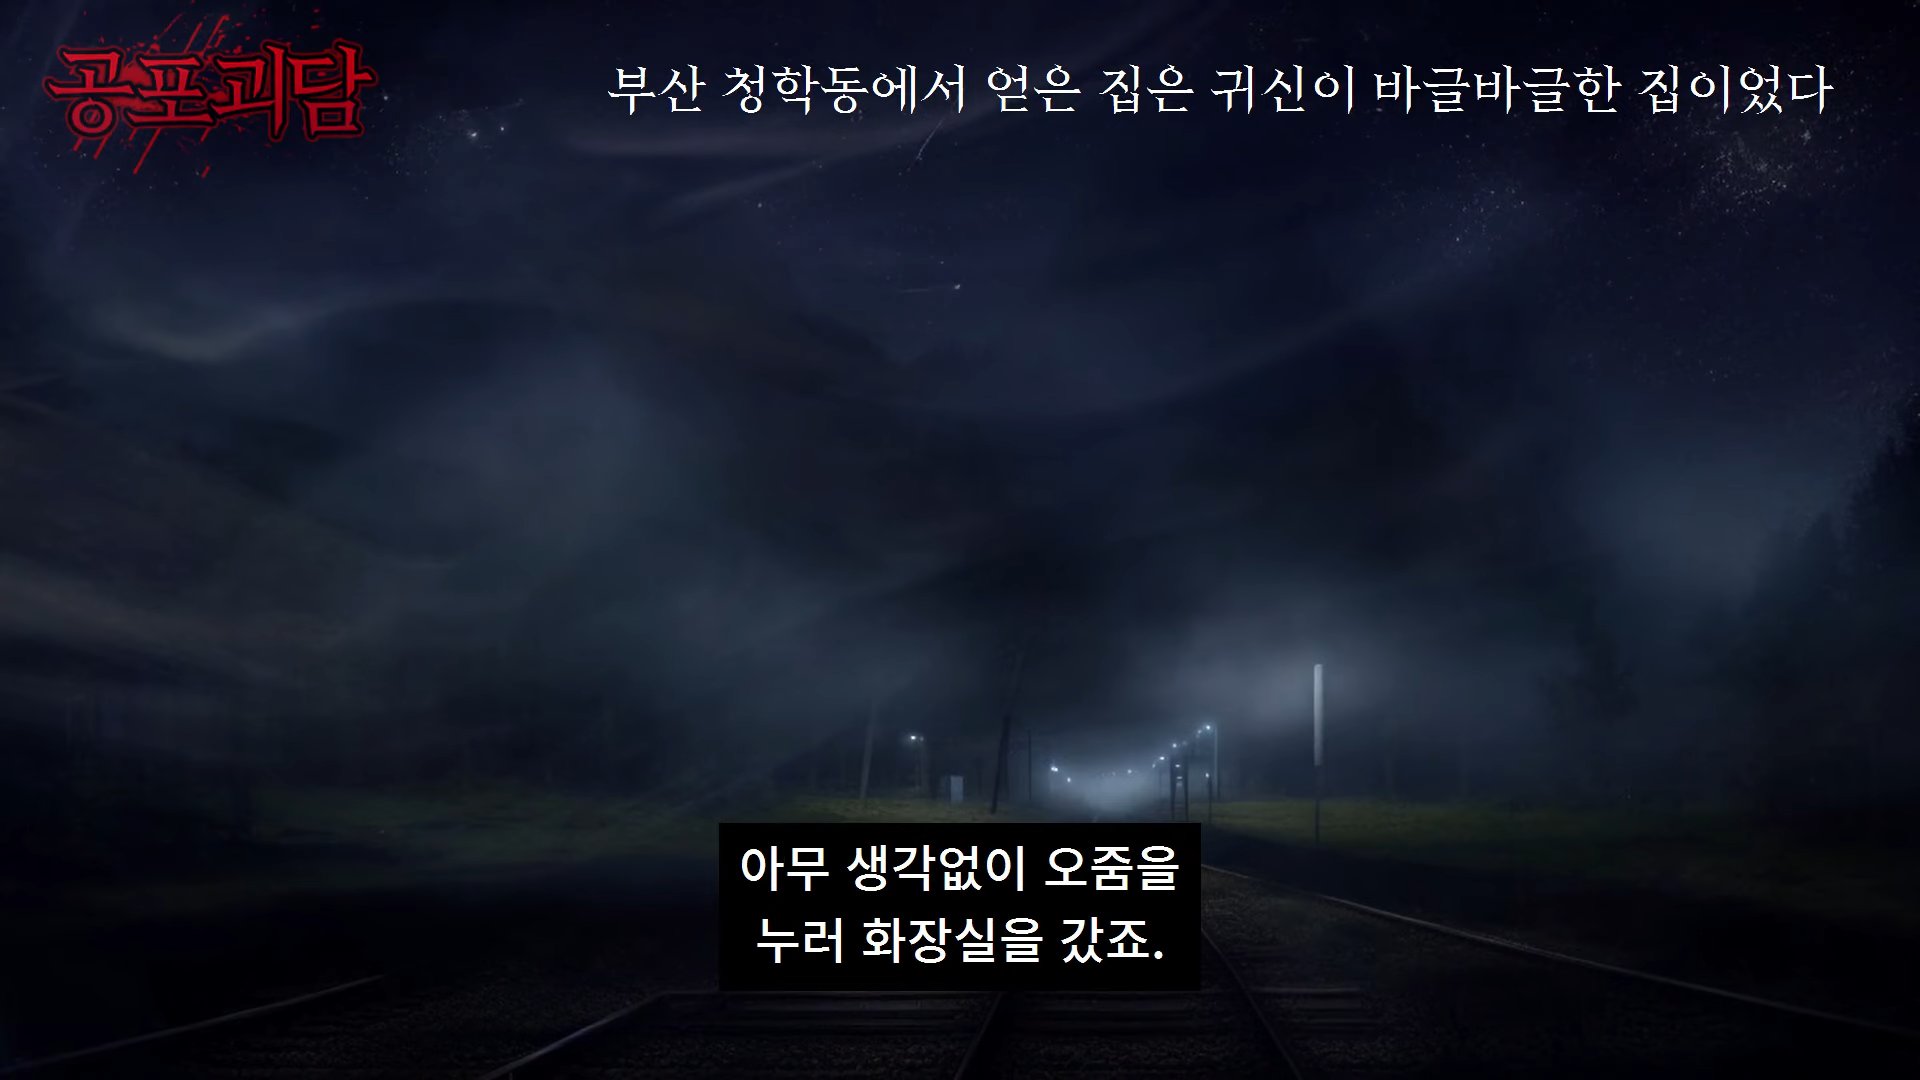 공포괴담
부산 청학동에서 얻은 집은 귀신이 바글바글한 집이었다
아무 생각없이 오줌을
누러 화장실을 갔죠.